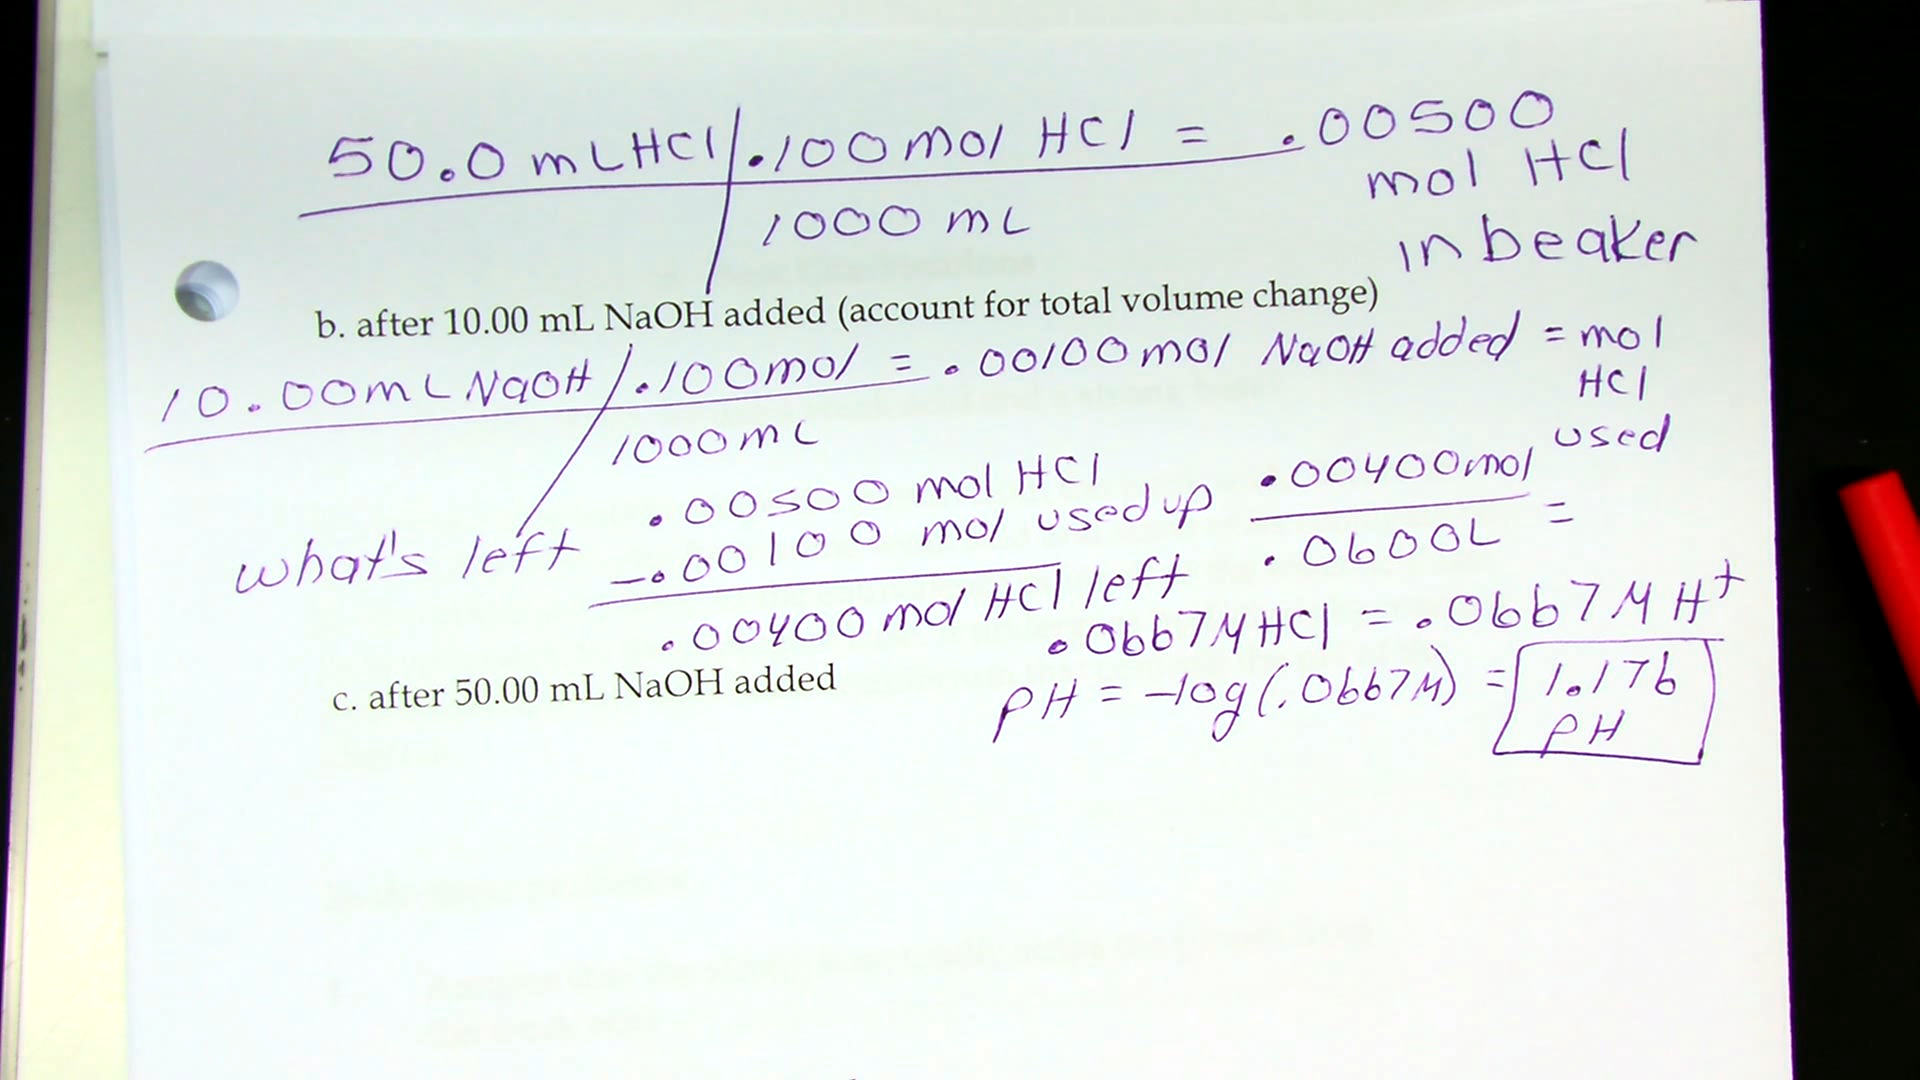 50.0 mL HCl / .100 mol HCl = .00500
1000 mL
mol HCl
in beaker
b. after 10.00 mL NaOH added (account for total volume change)
10.00 mL NaOH / .100 mol = .00100 mol NaOH added = mol
1000 mL
HCl
used
what's left
.00500 mol HCl
-.00100 mol used up
.00400 mol HCl left
.00400 mol
.0600L
=
.0667 M HCl = .0667 M H+
pH = -log(.0667M) = 1.176
pH
c. after 50.00 mL NaOH added